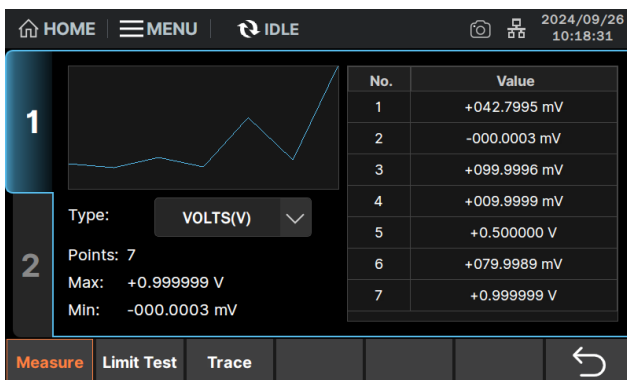 HOME MENU IDLE 2024/09/26
10:18:31
1
2
Type: VOLTS(V)
Points: 7
Max: +0.999999 V
Min: -000.0003 mV
No. Value
1 +042.7995 mV
2 -000.0003 mV
3 +099.9996 mV
4 +009.9999 mV
5 +0.500000 V
6 +079.9989 mV
7 +0.999999 V
Measure Limit Test Trace